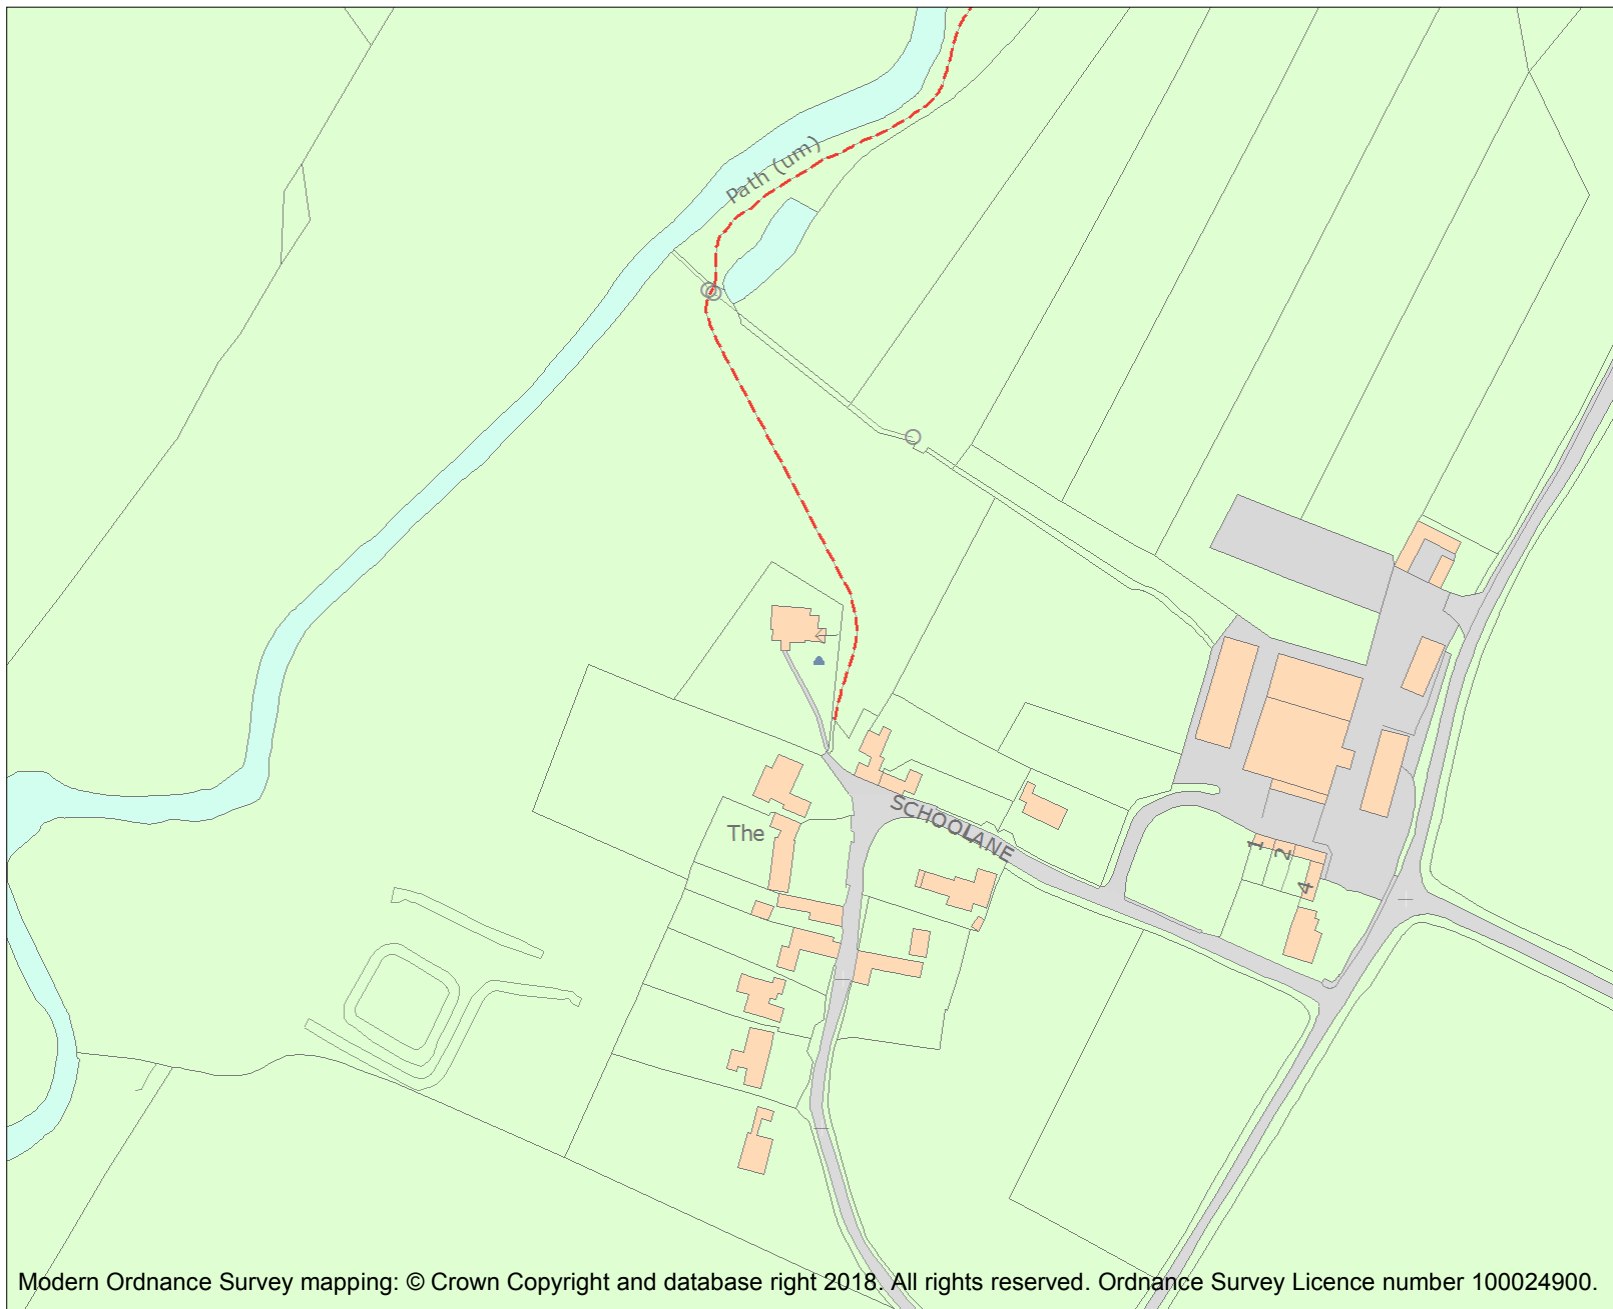 Path (um)
SCHOOLANE
The
1
2
4
Modern Ordnance Survey mapping: © Crown Copyright and database right 2018. All rights reserved. Ordnance Survey Licence number 100024900.